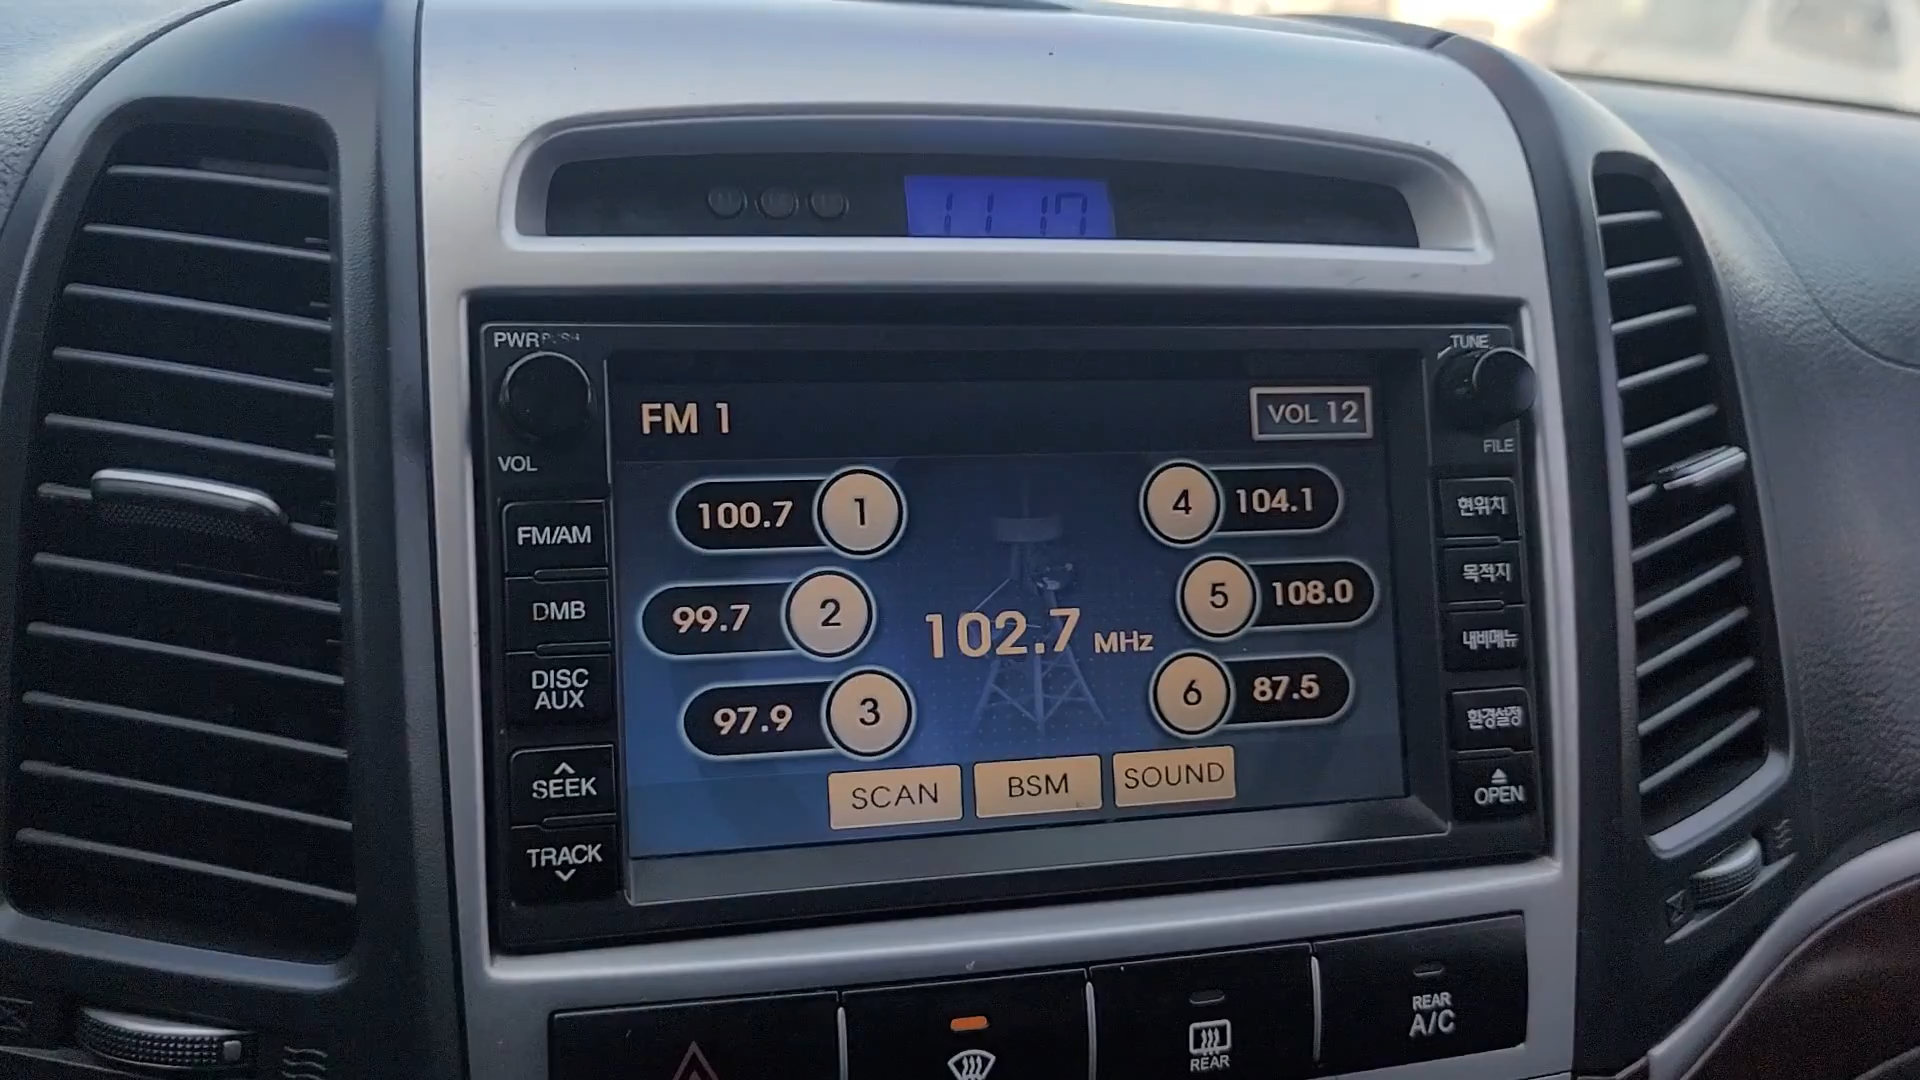 11:17
PWR PUSH
TUNE
FM 1
VOL 12
VOL
FILE
100.7 1
4 104.1
현위치
FM/AM
99.7 2
5 108.0
목적지
DMB
102.7 MHz
내비메뉴
DISC
AUX
97.9 3
6 87.5
환경설정
SEEK
SCAN
BSM
SOUND
OPEN
TRACK
REAR
REAR
A/C